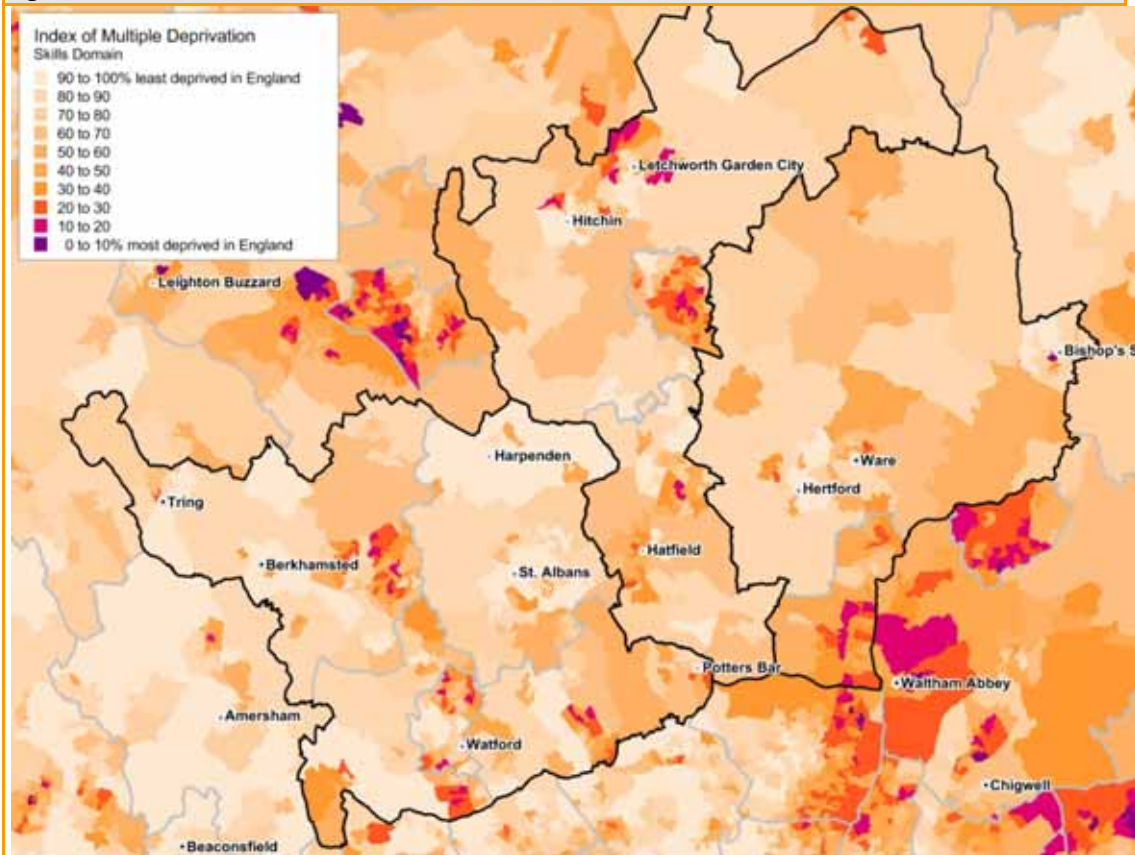 Index of Multiple Deprivation
Skills Domain
90 to 100% least deprived in England
80 to 90
70 to 80
60 to 70
50 to 60
40 to 50
30 to 40
20 to 30
10 to 20
0 to 10% most deprived in England
Letchworth Garden City
Hitchin
Leighton Buzzard
Bishop's S
Harpenden
Ware
Hertford
Tring
Hatfield
Berkhamsted
St. Albans
Potters Bar
Waltham Abbey
Amersham
Watford
Chigwell
Beaconsfield